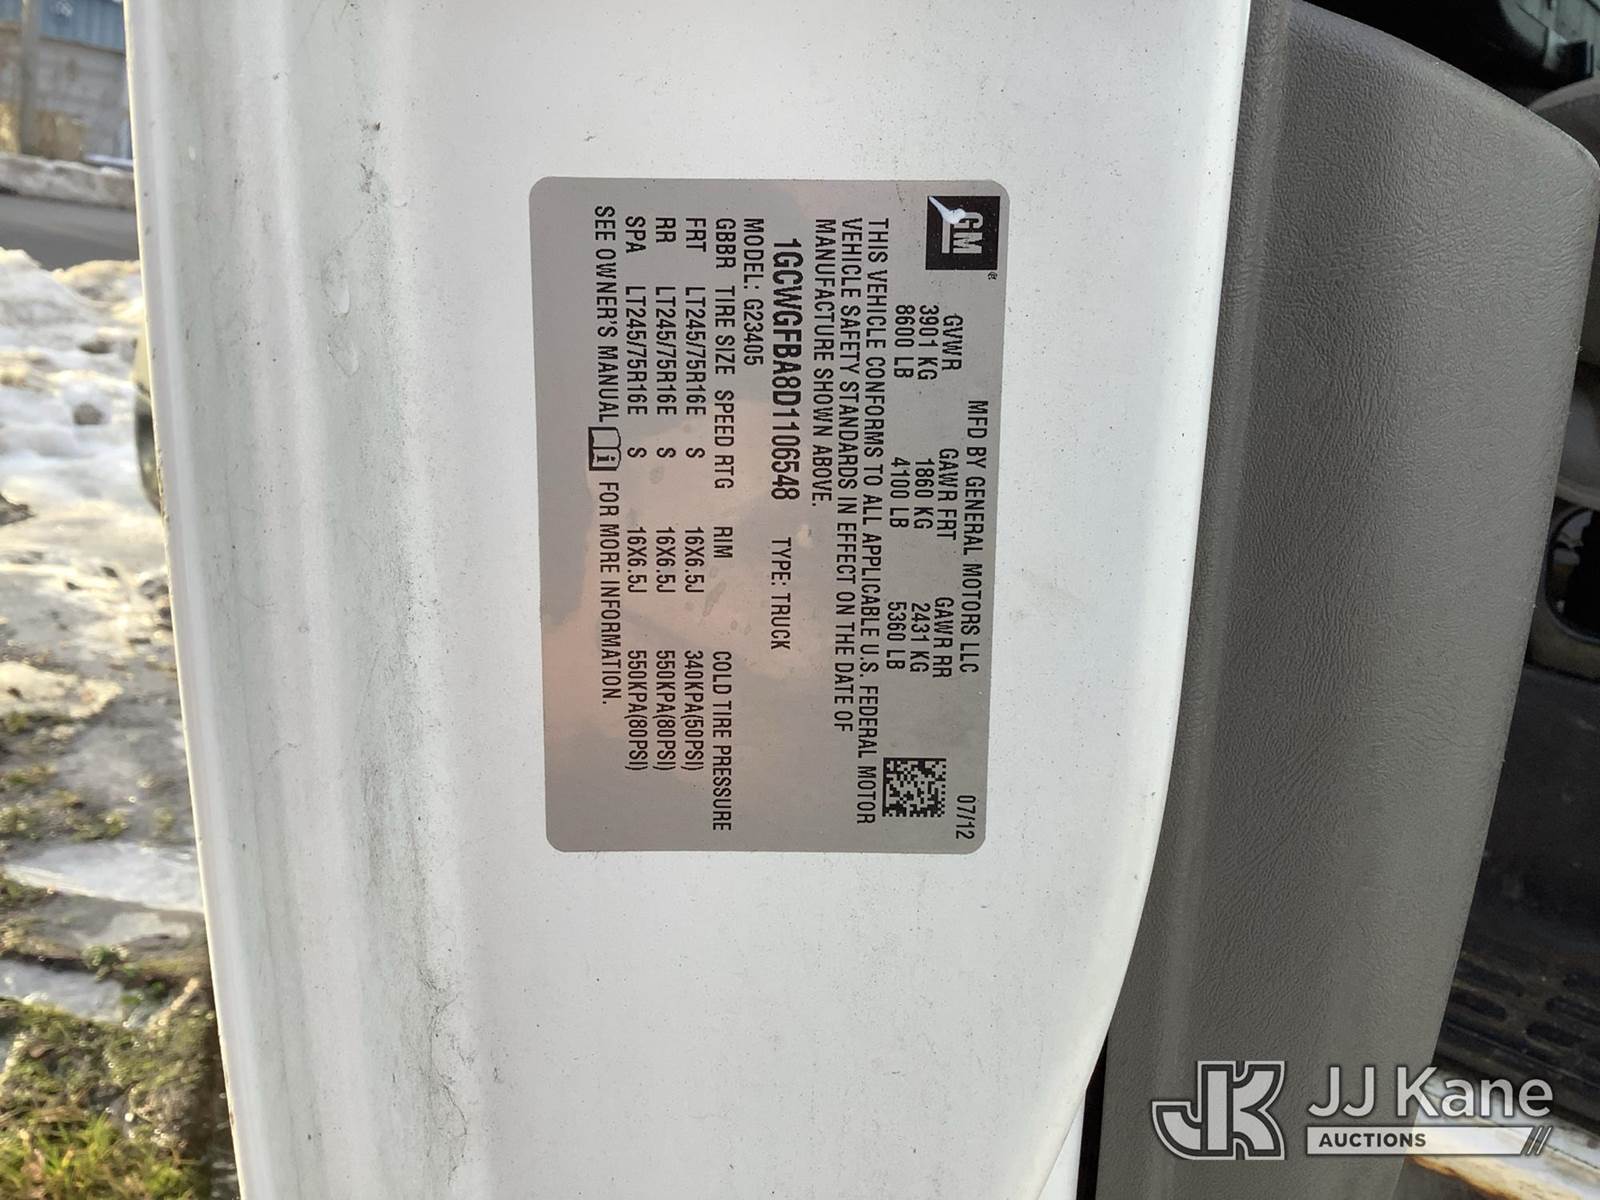 GM®
MFD BY GENERAL MOTORS LLC 07/12
GVWR GAWR FRT GAWR RR
3901 KG 1860 KG 2431 KG
8600 LB 4100 LB 5360 LB
THIS VEHICLE CONFORMS TO ALL APPLICABLE U.S. FEDERAL MOTOR
VEHICLE SAFETY STANDARDS IN EFFECT ON THE DATE OF
MANUFACTURE SHOWN ABOVE.
1GCWGFBA8D1106548 TYPE: TRUCK
MODEL: G23405
GBBR TIRE SIZE SPEED RTG RIM COLD TIRE PRESSURE
FRT LT245/75R16E S 16X6.5J 340KPA(50PSI)
RR LT245/75R16E S 16X6.5J 550KPA(80PSI)
SPA LT245/75R16E S 16X6.5J 550KPA(80PSI)
SEE OWNER'S MANUAL i FOR MORE INFORMATION.
JK JJ Kane
AUCTIONS